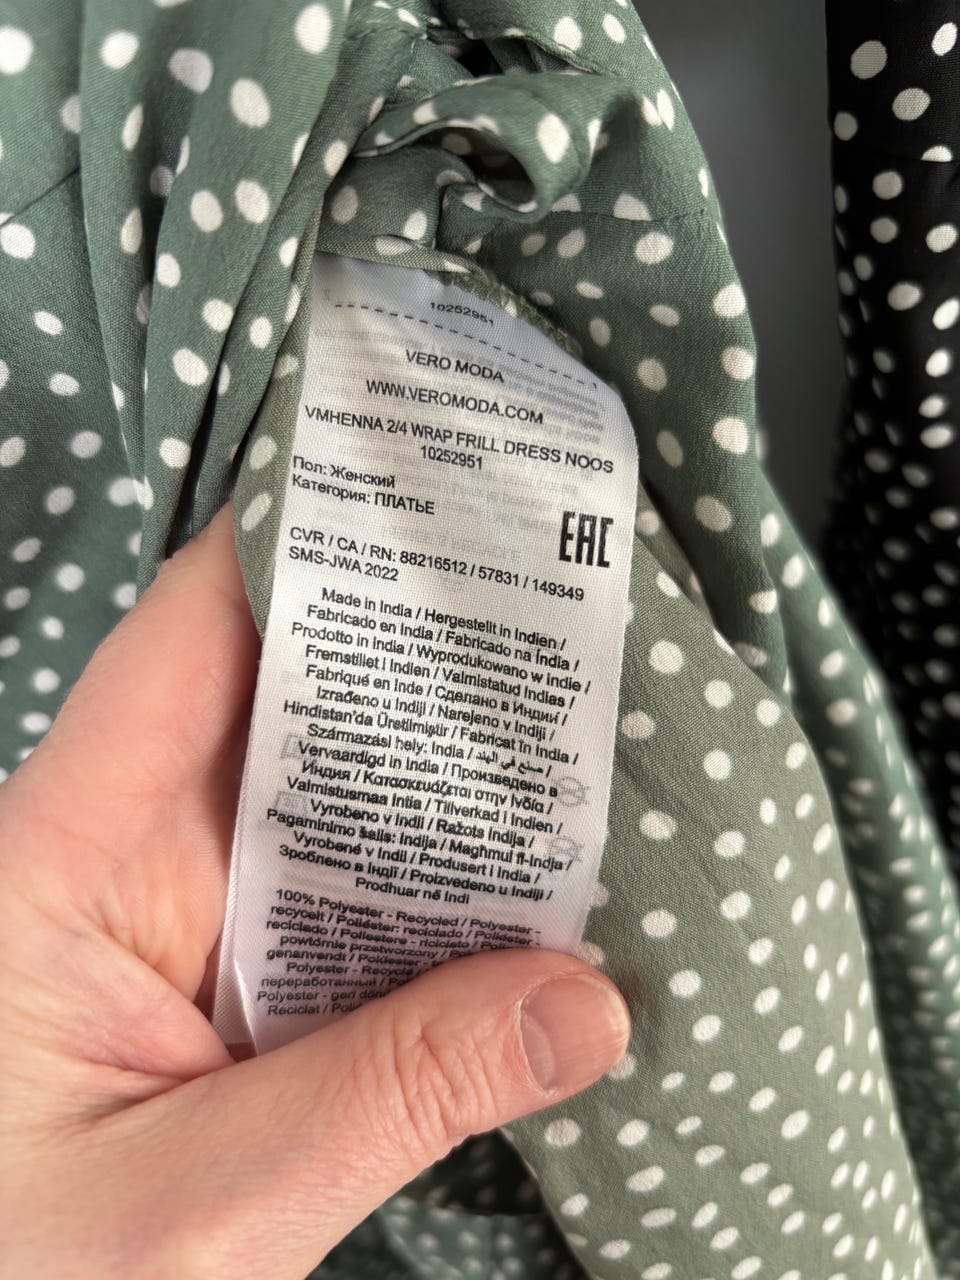 10252951
VERO MODA
WWW.VEROMODA.COM
VMHENNA 2/4 WRAP FRILL DRESS NOOS
10252951
Пол: Женский
Категория: ПЛАТЬЕ
EAC
CVR / CA / RN: 88216512 / 57831 / 149349
SMS-JWA 2022
Made in India / Hergestellt in Indien /
Fabricado en India / Fabricado na Índia /
Prodotto in India / Wyprodukowano w Indie /
Fremstillet i Indien / Valmistatud Indias /
Fabriqué en Inde / Сделано в Индии /
Izrađeno u Indiji / Narejeno v Indiji /
Hindistan'da Üretilmiştir / Fabricat în India /
Származási hely: India / صنع في الهند /
Vervaardigd in India / Произведено в
Индия / Κατασκευάζεται στην Ινδία /
Valmistusmaa Intia / Tillverkad i Indien /
Vyrobeno v Indii / Ražots Indija /
Pagaminimo šalis: Indija / Magħmul fl-Indja /
Vyrobené v Indii / Produsert i India /
Зроблено в Індії / Proizvedeno u Indiji /
Prodhuar në Indi
100% Polyester - Recycled / Polyester -
recycelt / Poliéster: reciclado / Poliéster -
reciclado / Poliestere - riciclato / Poliester -
powtórnie przetworzony / Polyester -
genanvendt / Polüester -
Polyester - Recyclé /
переработанный /
Polyester - geri
Reciclat /